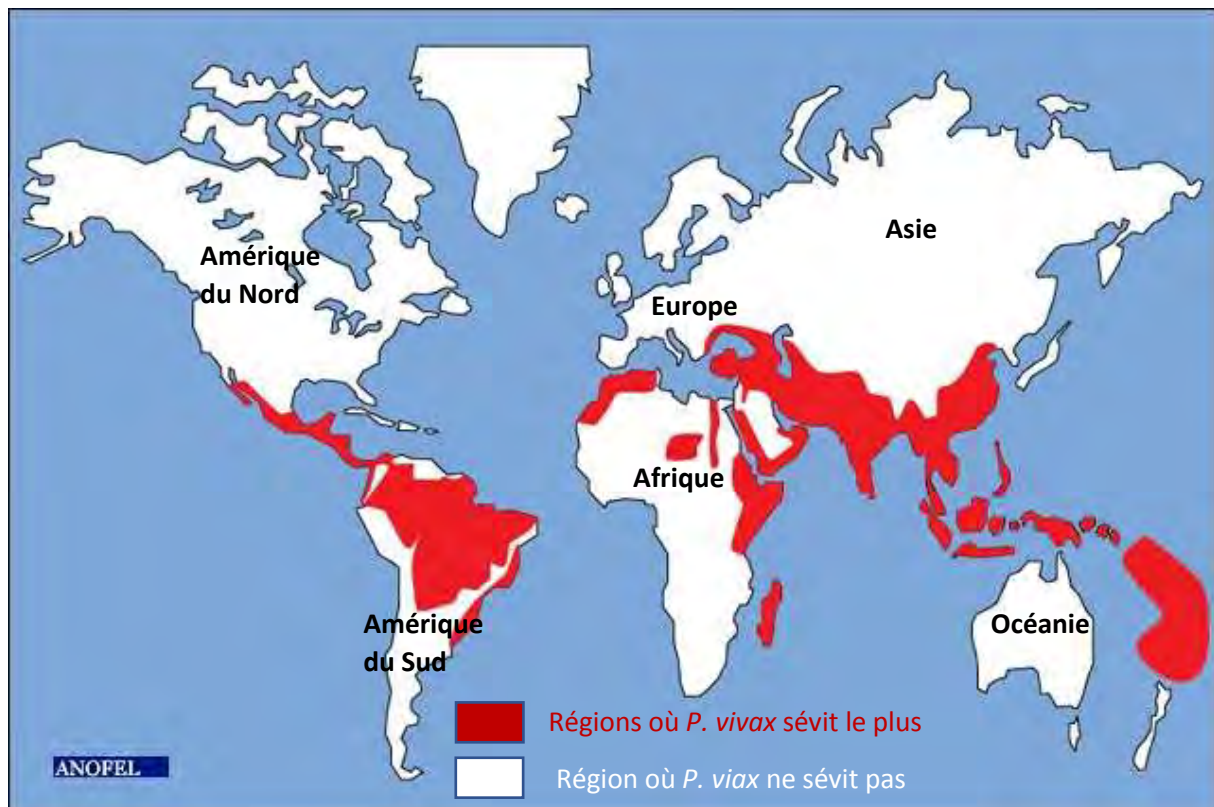 Asie
Amérique
du Nord
Europe
Afrique
Amérique
du Sud
Océanie
Régions où P. vivax sévit le plus
Région où P. viax ne sévit pas
ANOFEL